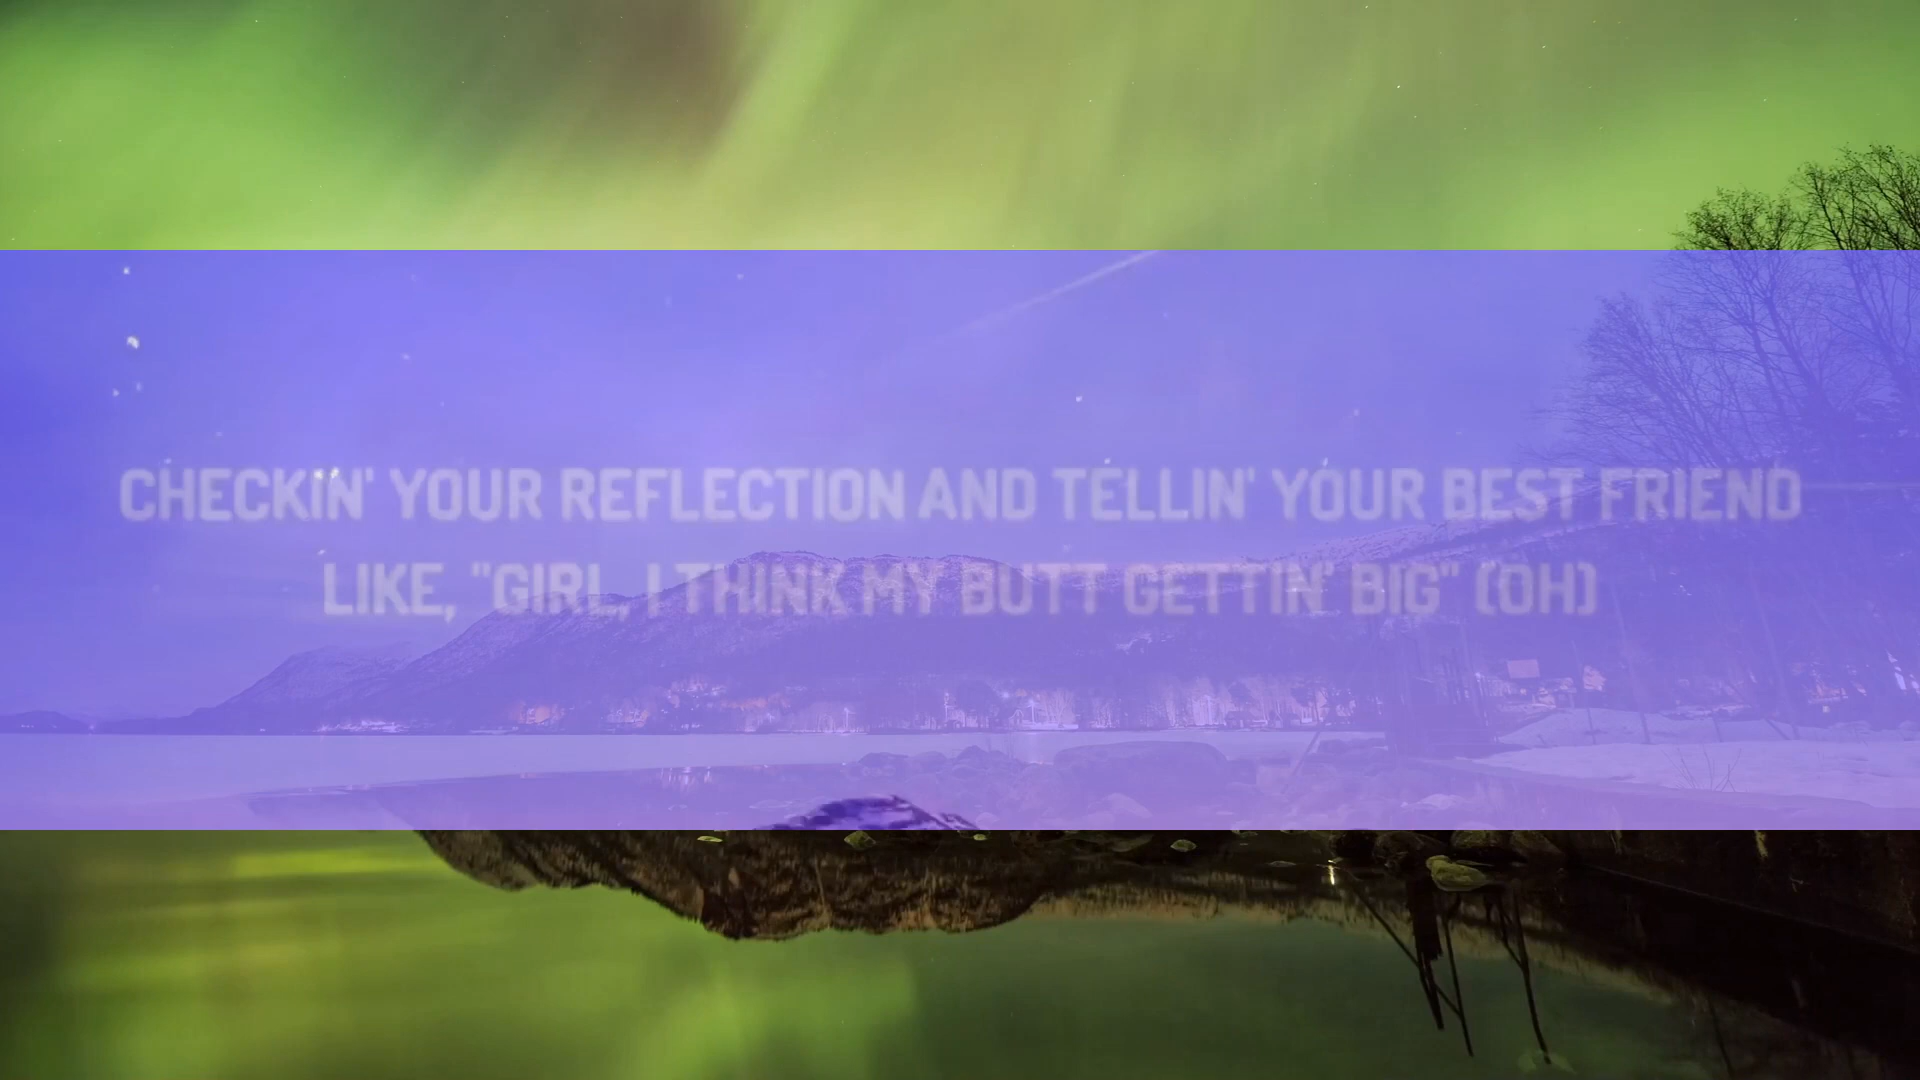 CHECKIN' YOUR REFLECTION AND TELLIN' YOUR BEST FRIEND
LIKE, "GIRL, I THINK MY BUTT GETTIN' BIG" (OH)